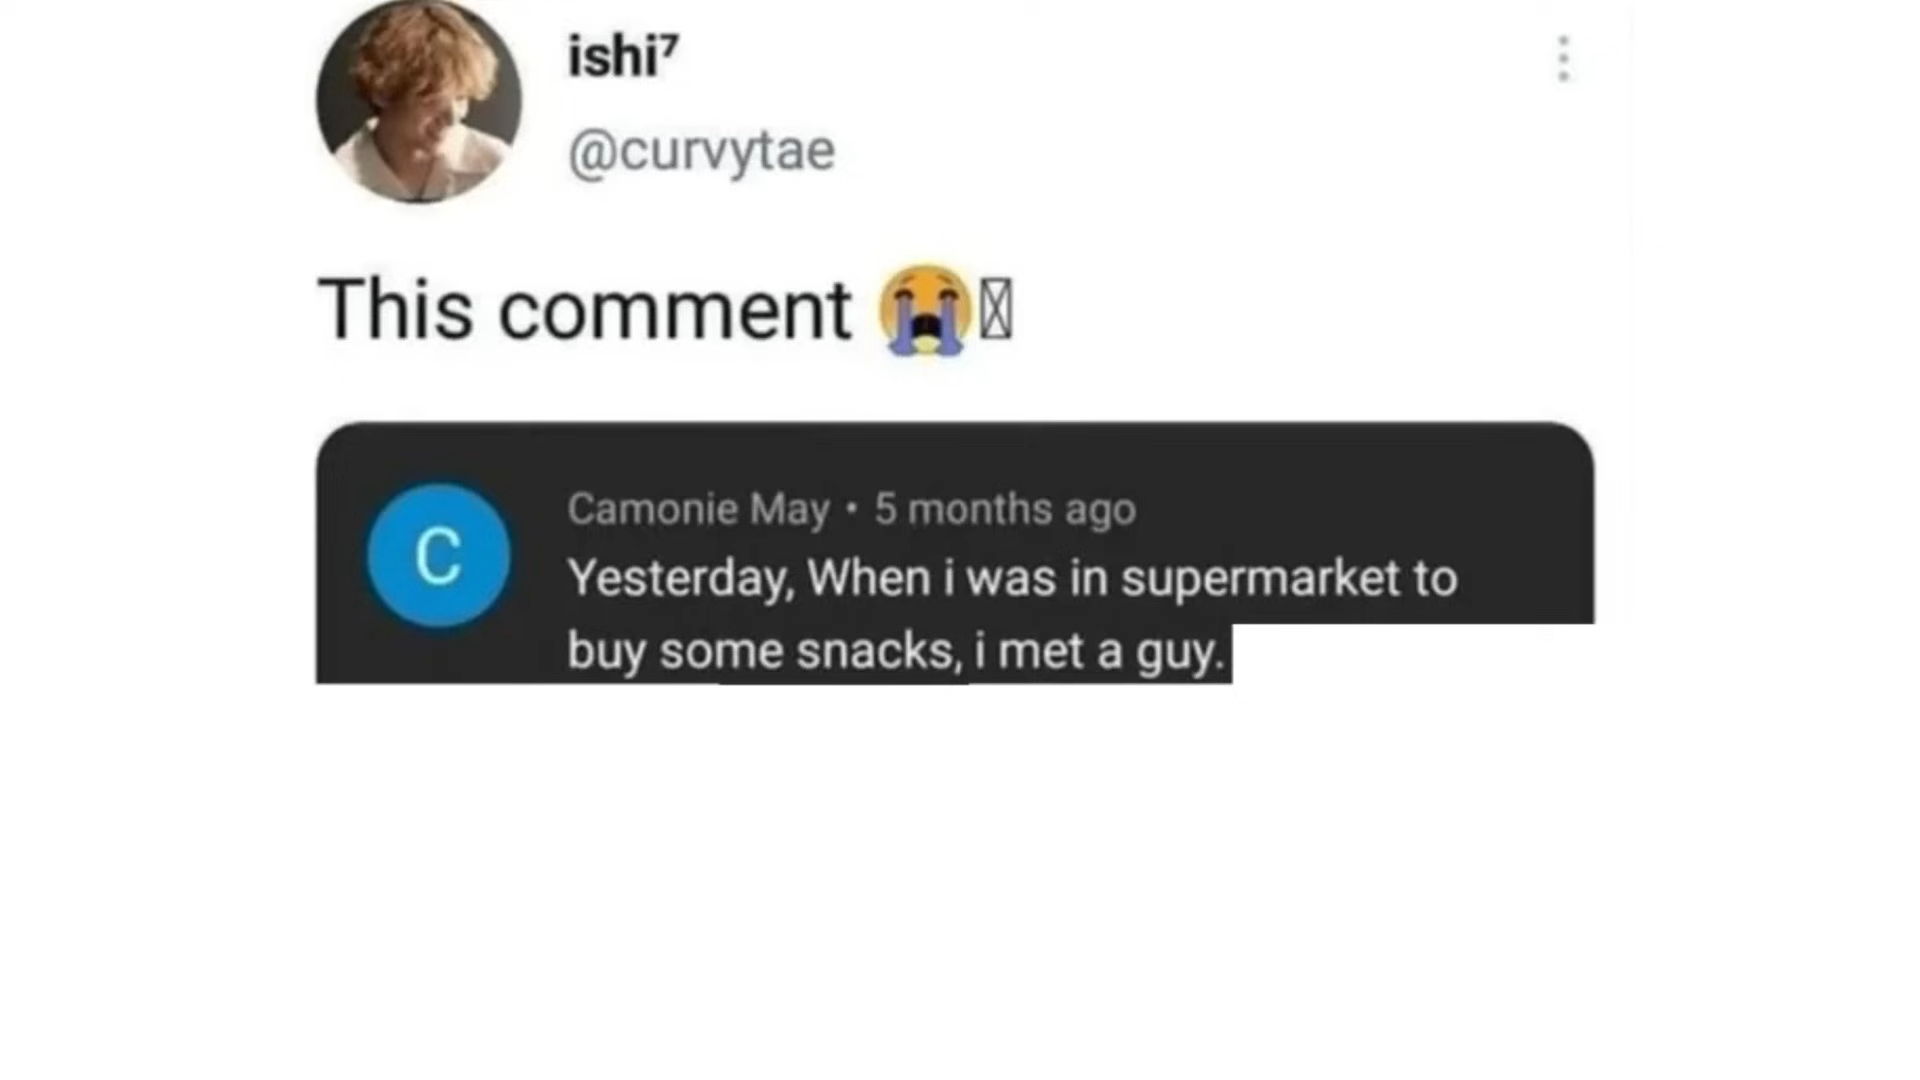 ishi⁷
@curvytae
This comment 😭
C
Camonie May • 5 months ago
Yesterday, When i was in supermarket to
buy some snacks, i met a guy.